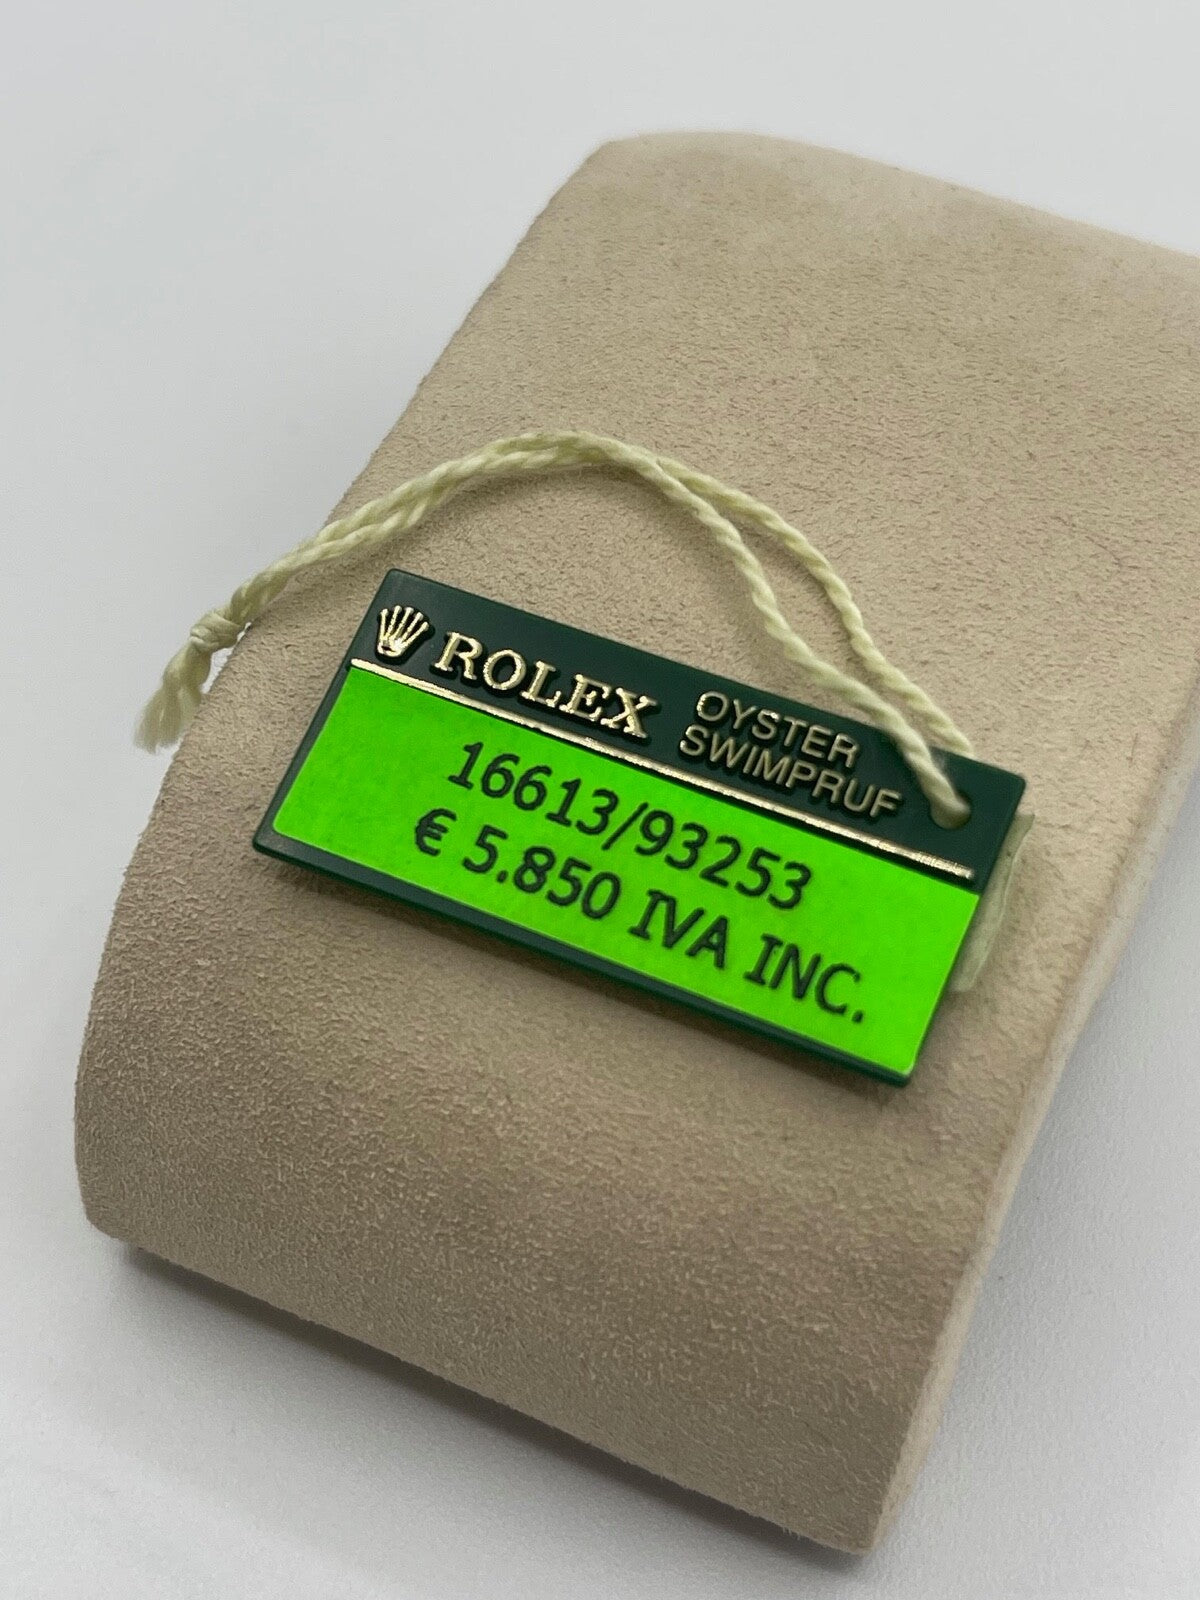 ROLEX OYSTER
SWIMPRUF
16613/93253
€ 5.850 IVA INC.